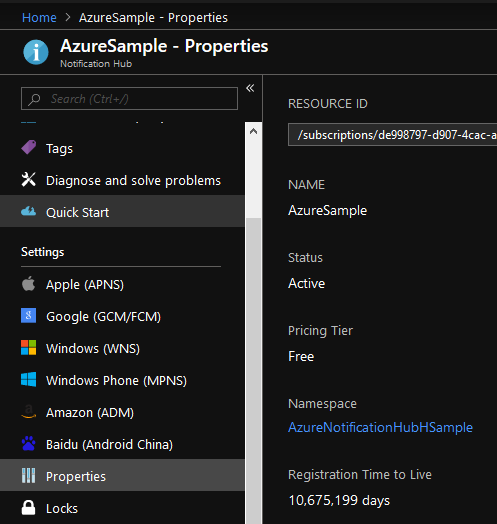 Home > AzureSample - Properties
AzureSample - Properties
Notification Hub
Search (Ctrl+/)
«
Tags
Diagnose and solve problems
Quick Start
Settings
Apple (APNS)
Google (GCM/FCM)
Windows (WNS)
Windows Phone (MPNS)
Amazon (ADM)
Baidu (Android China)
Properties
Locks
RESOURCE ID
/subscriptions/de998797-d907-4cac-a
NAME
AzureSample
Status
Active
Pricing Tier
Free
Namespace
AzureNotificationHubHSample
Registration Time to Live
10,675,199 days